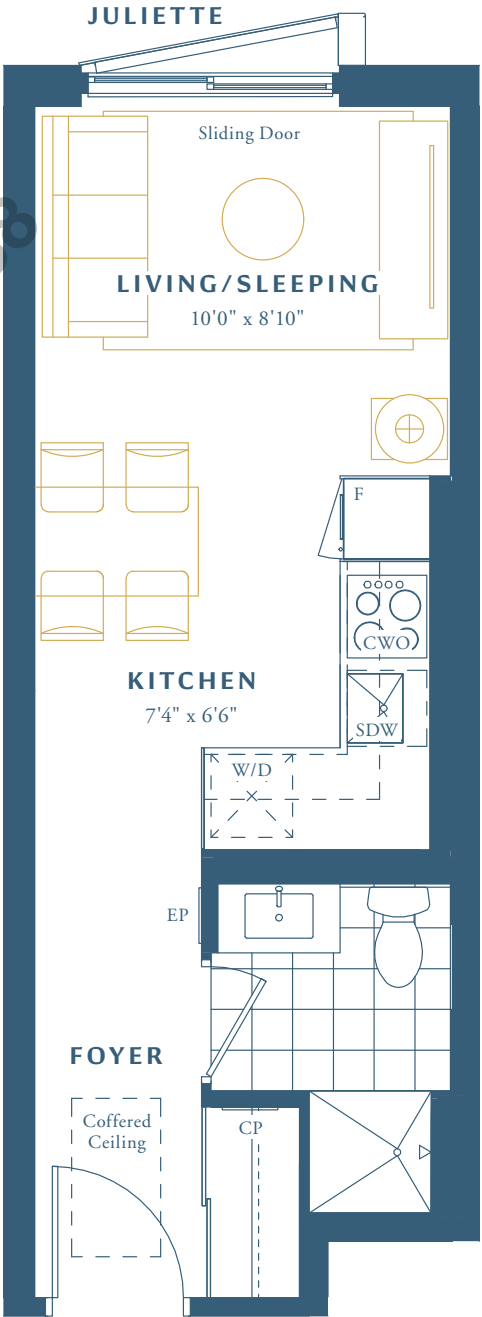 JULIETTE
Sliding Door
LIVING/SLEEPING
10'0" x 8'10"
F
CWO
KITCHEN
7'4" x 6'6"
SDW
W/D
EP
FOYER
Coffered
Ceiling
CP